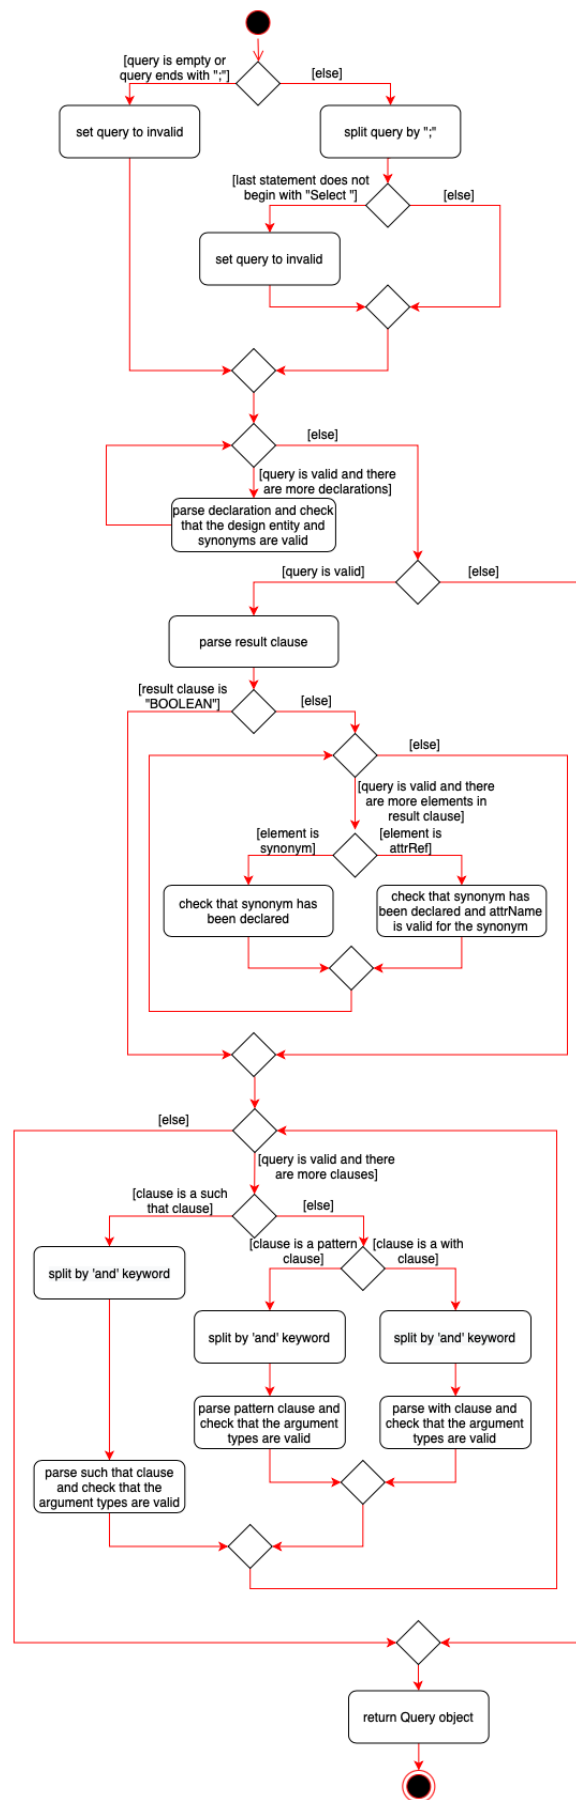 [query is empty or
query ends with ";"]
[else]
set query to invalid
split query by ";"
[last statement does not
begin with "Select "]
[else]
set query to invalid
[else]
[query is valid and there
are more declarations]
parse declaration and check
that the design entity and
synonyms are valid
[query is valid]
[else]
parse result clause
[result clause is
"BOOLEAN"]
[else]
[else]
[query is valid and there
are more elements in
result clause]
[element is
synonym]
[element is
attrRef]
check that synonym has
been declared
check that synonym has
been declared and attrName
is valid for the synonym
[else]
[query is valid and there
are more clauses]
[clause is a such
that clause]
[else]
[clause is a pattern
clause]
[clause is a with
clause]
split by 'and' keyword
split by 'and' keyword
split by 'and' keyword
parse pattern clause and
check that the argument
types are valid
parse with clause and
check that the argument
types are valid
parse such that clause
and check that the
argument types are valid
return Query object